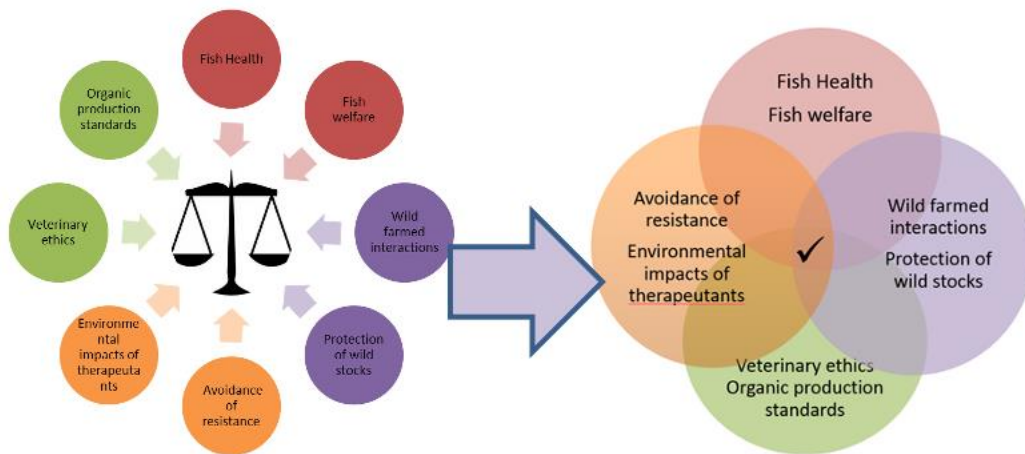 Fish Health
Fish
welfare
Wild
farmed
interactions
Protection
of wild
stocks
Avoidance
of
resistance
Environme
ntal
impacts of
therapeuta
nts
Veterinary
ethics
Organic
production
standards
Fish Health
Fish welfare
Avoidance of
resistance
Environmental
impacts of
therapeutants
Wild farmed
interactions
Protection of
wild stocks
Veterinary ethics
Organic production
standards